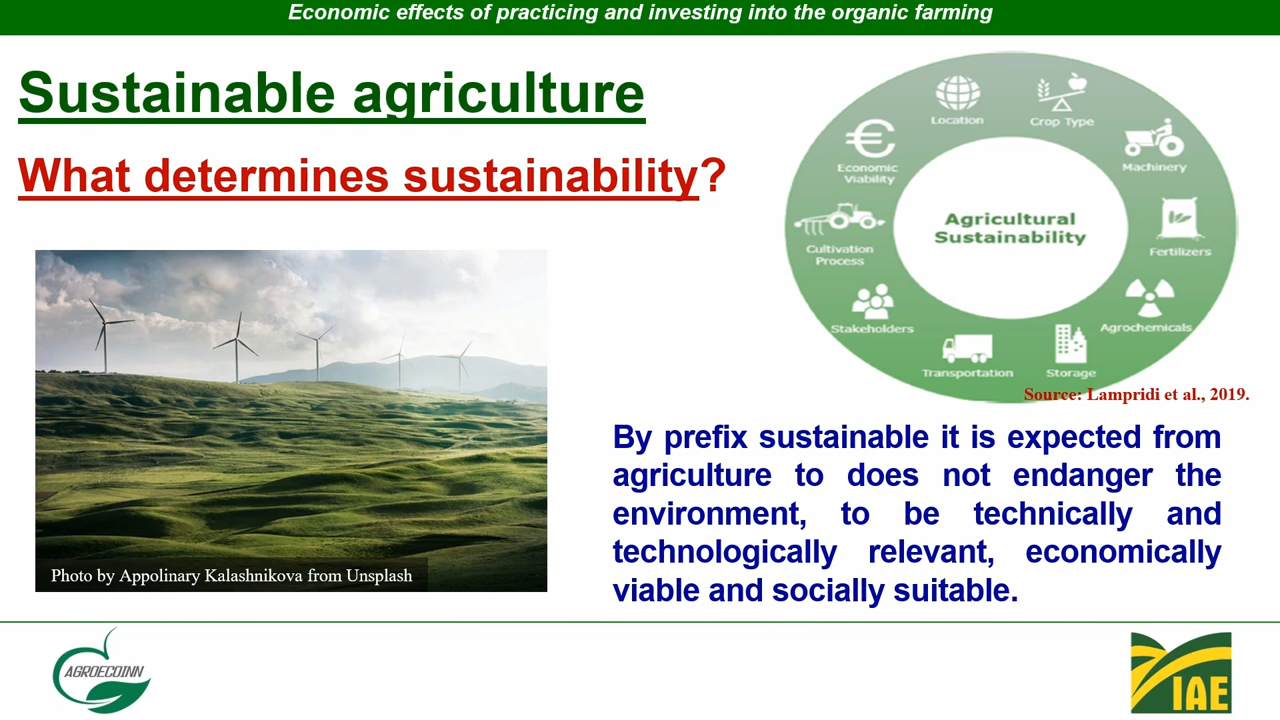 Economic effects of practicing and investing into the organic farming
Sustainable agriculture
What determines sustainability?
Location
Crop Type
Economic
Viability
Machinery
Agricultural
Sustainability
Cultivation
Process
Fertilizers
Stakeholders
Agrochemicals
Transportation
Storage
Source: Lampridi et al., 2019.
By prefix sustainable it is expected from
agriculture to does not endanger the
environment, to be technically and
technologically relevant, economically
viable and socially suitable.
Photo by Appolinary Kalashnikova from Unsplash
AGROECOINN
IAE